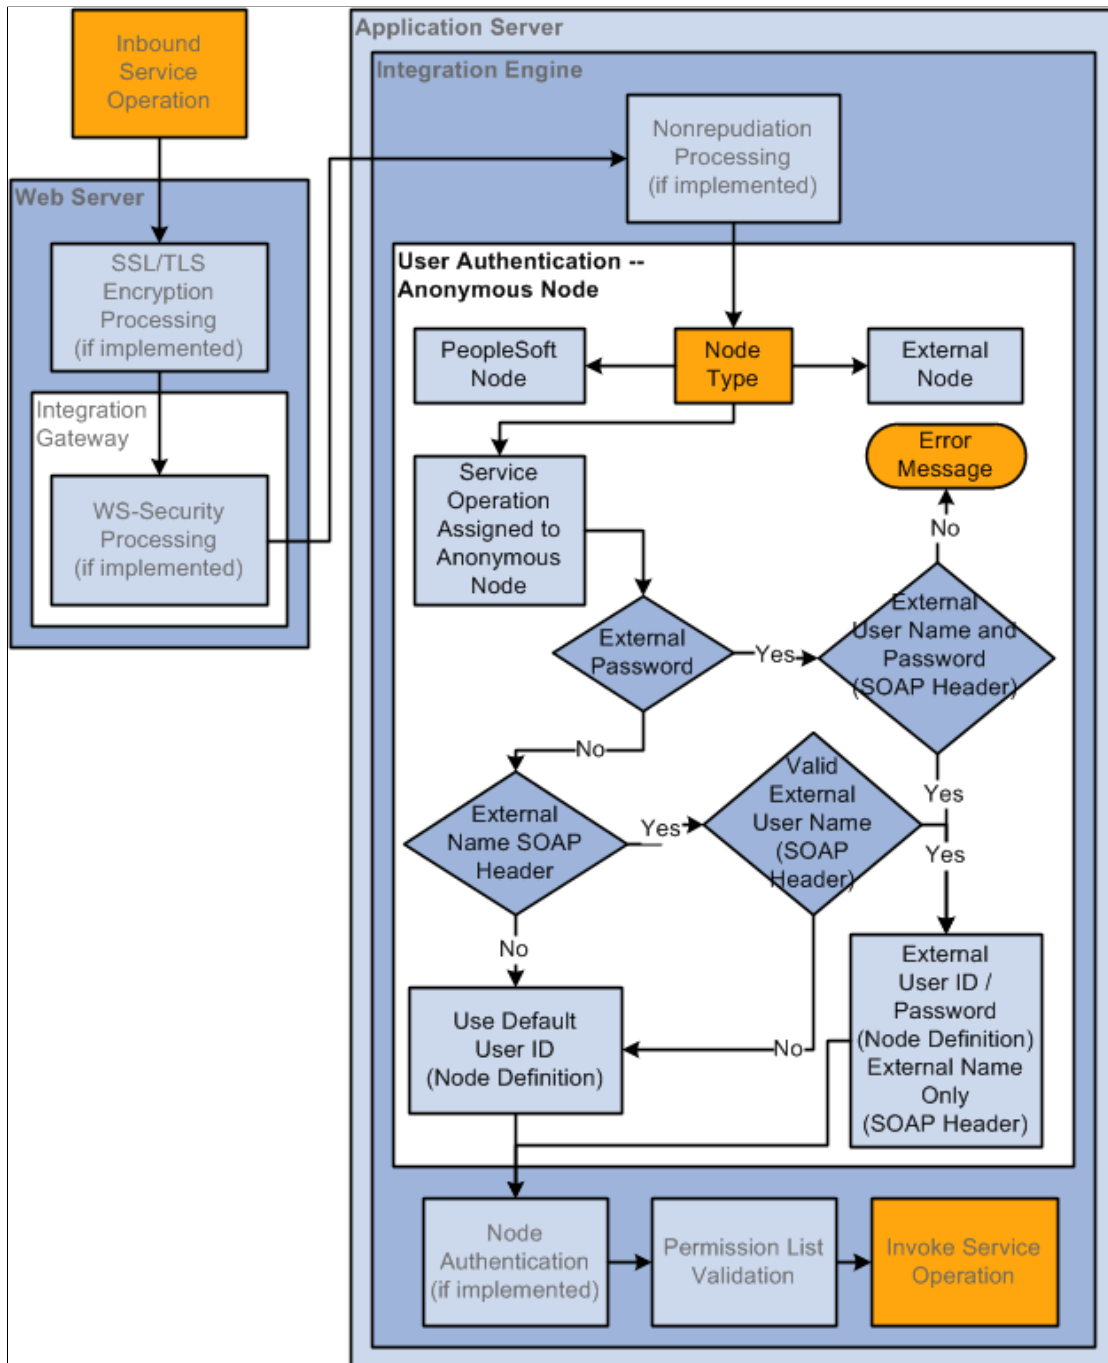 Inbound
Service
Operation
Web Server
SSL/TLS
Encryption
Processing
(if implemented)
Integration
Gateway
WS-Security
Processing
(if implemented)
Application Server
Integration Engine
Nonrepudiation
Processing
(if implemented)
User Authentication --
Anonymous Node
PeopleSoft
Node
Node
Type
External
Node
Service
Operation
Assigned to
Anonymous
Node
Error
Message
No
External
Password
Yes
External
User Name and
Password
(SOAP Header)
No
Yes
External
Name SOAP
Header
Yes
Valid
External
User Name
(SOAP
Header)
Yes
No
No
Use Default
User ID
(Node Definition)
External
User ID /
Password
(Node Definition)
External Name
Only
(SOAP Header)
Node
Authentication
(if implemented)
Permission List
Validation
Invoke Service
Operation